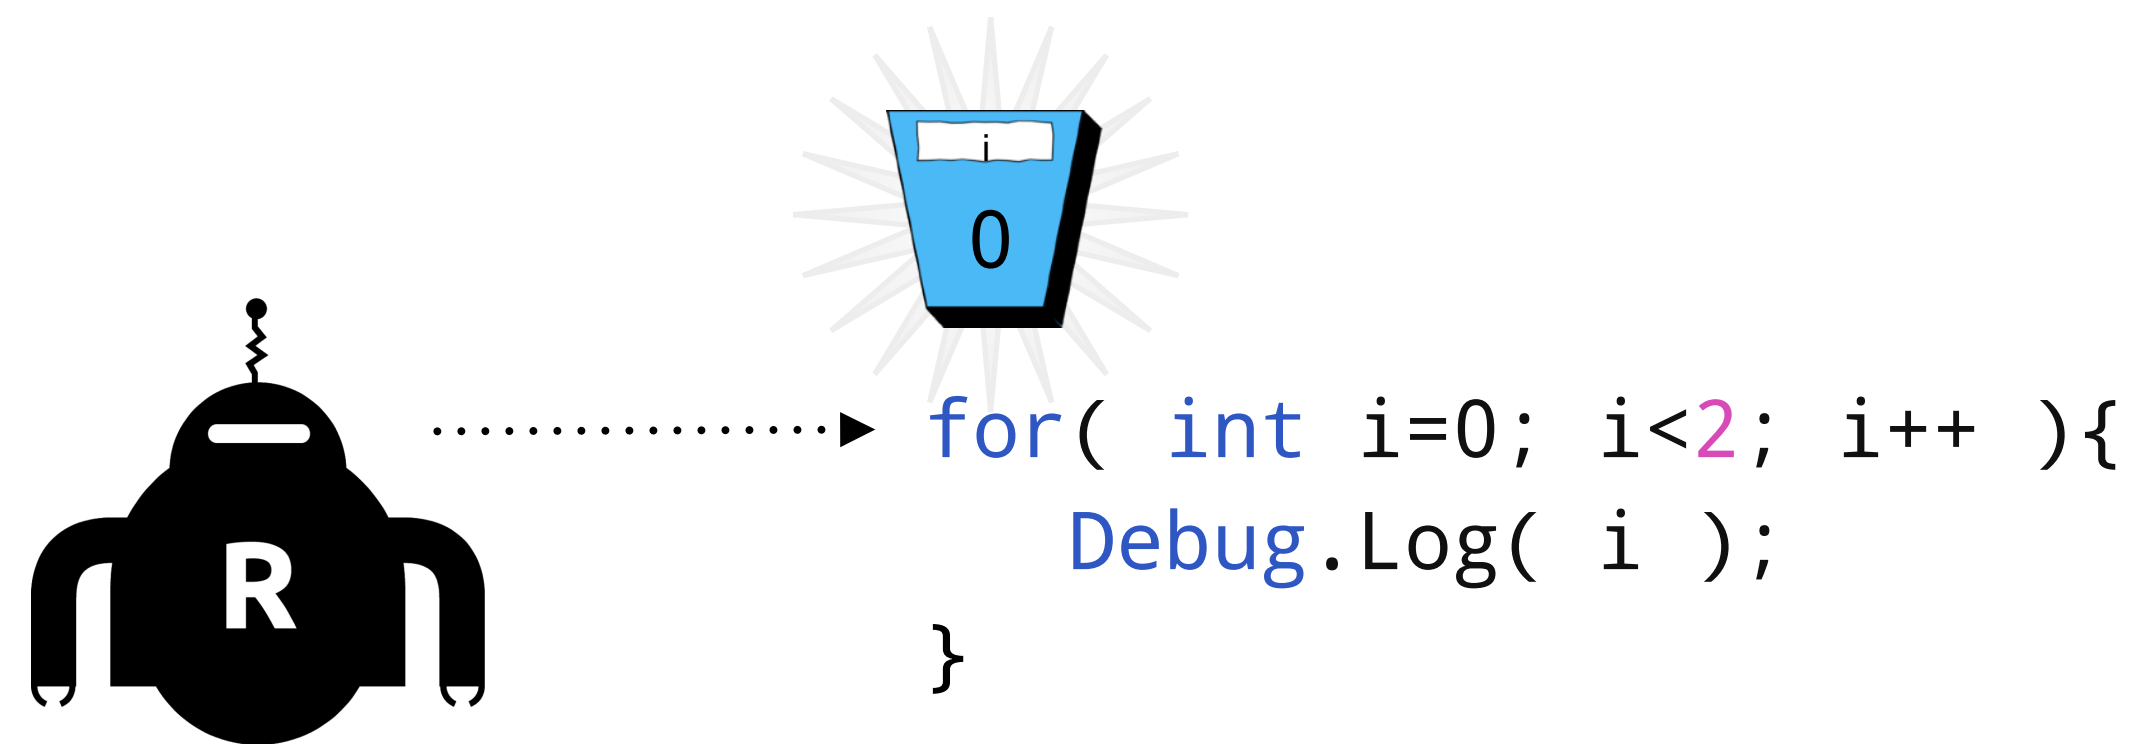 i
0
for( int i=0; i<2; i++ ){
Debug.Log( i );
}
R